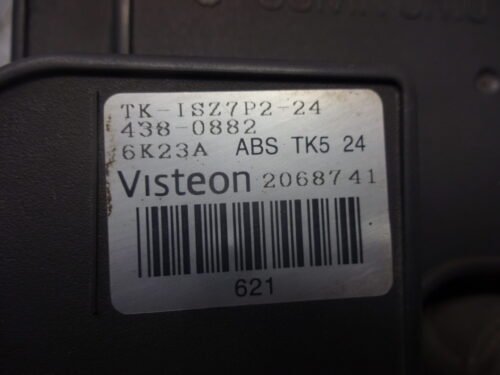 TK-ISZ7P2-24
438-0882
6K23A ABS TK5 24
Visteon 2068741
621